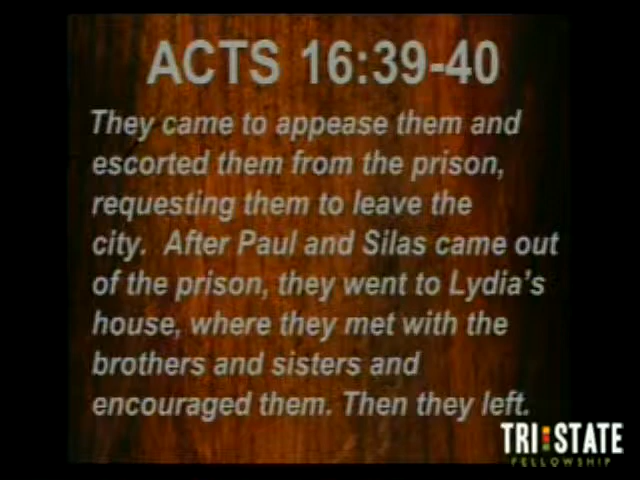 ACTS 16:39-40
They came to appease them and
escorted them from the prison,
requesting them to leave the
city. After Paul and Silas came out
of the prison, they went to Lydia's
house, where they met with the
brothers and sisters and
encouraged them. Then they left.
TRI STATE
FELLOWSHIP